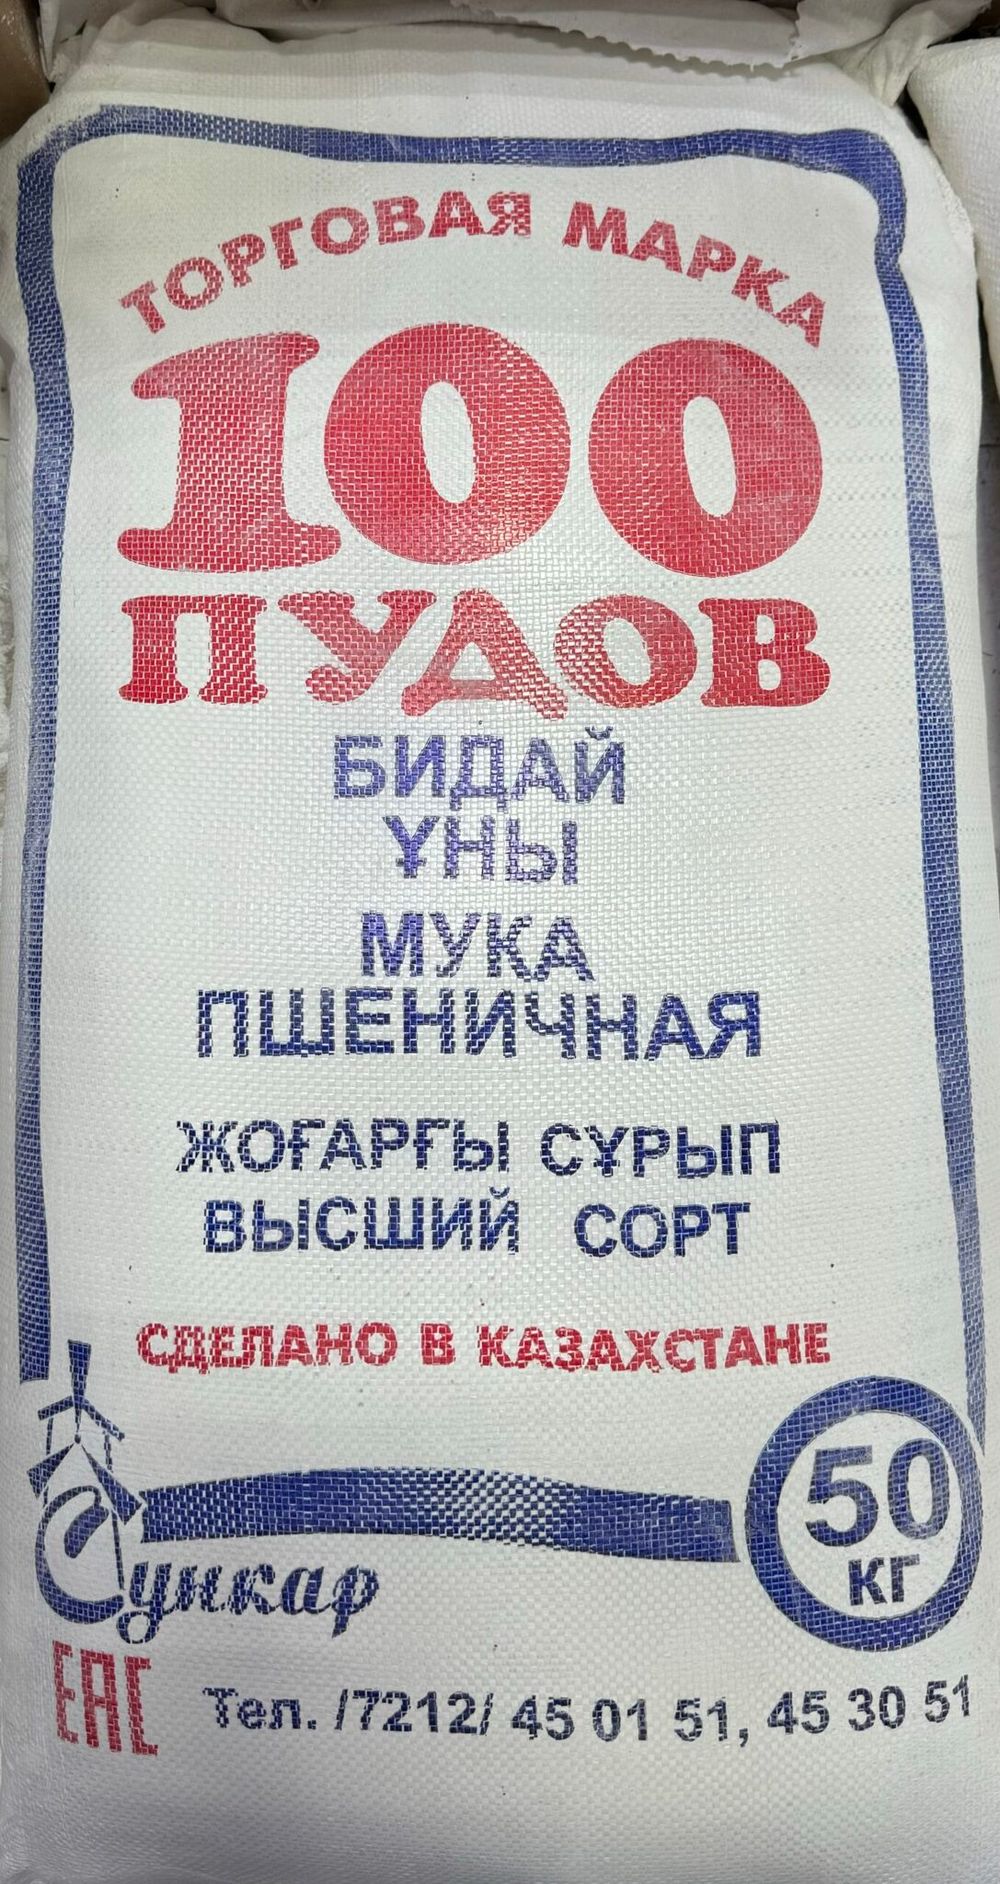 ТОРГОВАЯ МАРКА
100
ПУДОВ
БИДАЙ
ҰНЫ
МУКА
ПШЕНИЧНАЯ
ЖОҒАРҒЫ СҰРЫП
ВЫСШИЙ СОРТ
СДЕЛАНО В КАЗАХСТАНЕ
50
КГ
Сункар
ЕАС
Тел. /7212/ 45 01 51, 45 30 51